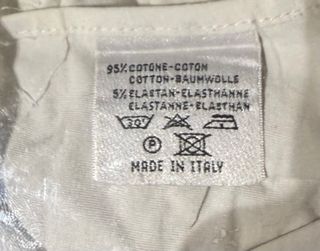 95% COTONE-COTON
COTTON-BAUMWOLLE
5% ELASTAN-ELASTHANNE
ELASTANNE-ELASTHAN
30°
P
MADE IN ITALY